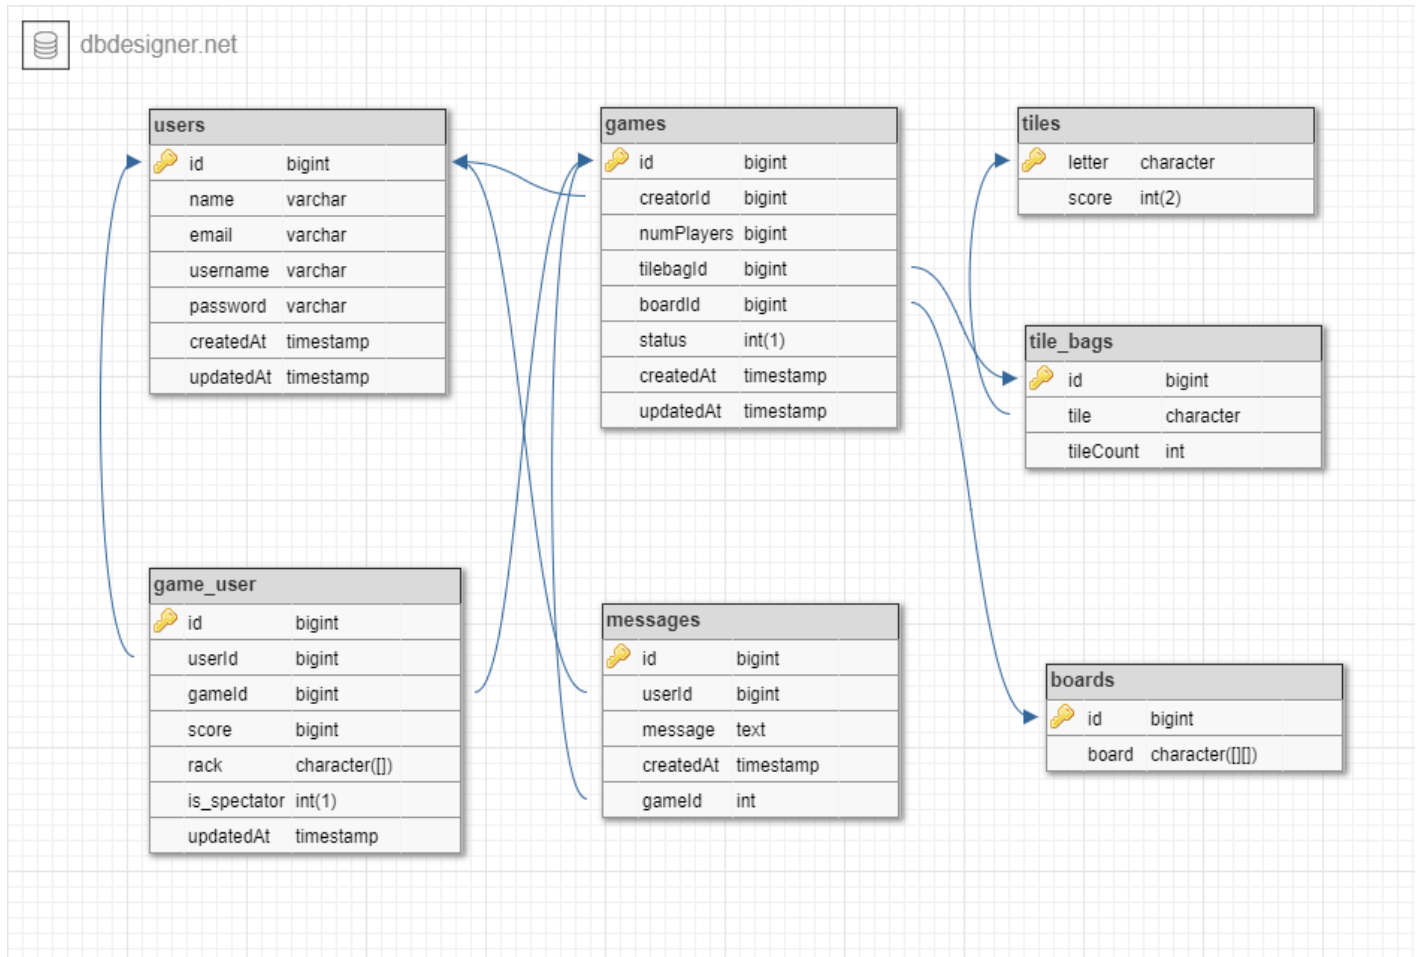 dbdesigner.net
users
id bigint
name varchar
email varchar
username varchar
password varchar
createdAt timestamp
updatedAt timestamp
games
id bigint
creatorId bigint
numPlayers bigint
tilebagId bigint
boardId bigint
status int(1)
createdAt timestamp
updatedAt timestamp
tiles
letter character
score int(2)
tile_bags
id bigint
tile character
tileCount int
game_user
id bigint
userId bigint
gameId bigint
score bigint
rack character([])
is_spectator int(1)
updatedAt timestamp
messages
id bigint
userId bigint
message text
createdAt timestamp
gameId int
boards
id bigint
board character([][])